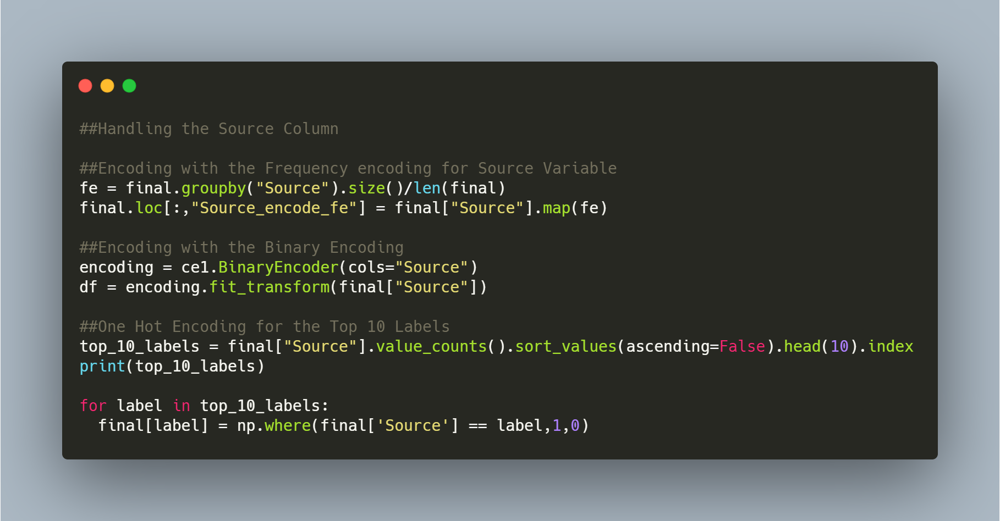 ##Handling the Source Column
##Encoding with the Frequency encoding for Source Variable
fe = final.groupby("Source").size()/len(final)
final.loc[:,"Source_encode_fe"] = final["Source"].map(fe)
##Encoding with the Binary Encoding
encoding = ce1.BinaryEncoder(cols="Source")
df = encoding.fit_transform(final["Source"])
##One Hot Encoding for the Top 10 Labels
top_10_labels = final["Source"].value_counts().sort_values(ascending=False).head(10).index
print(top_10_labels)
for label in top_10_labels:
  final[label] = np.where(final['Source'] == label,1,0)